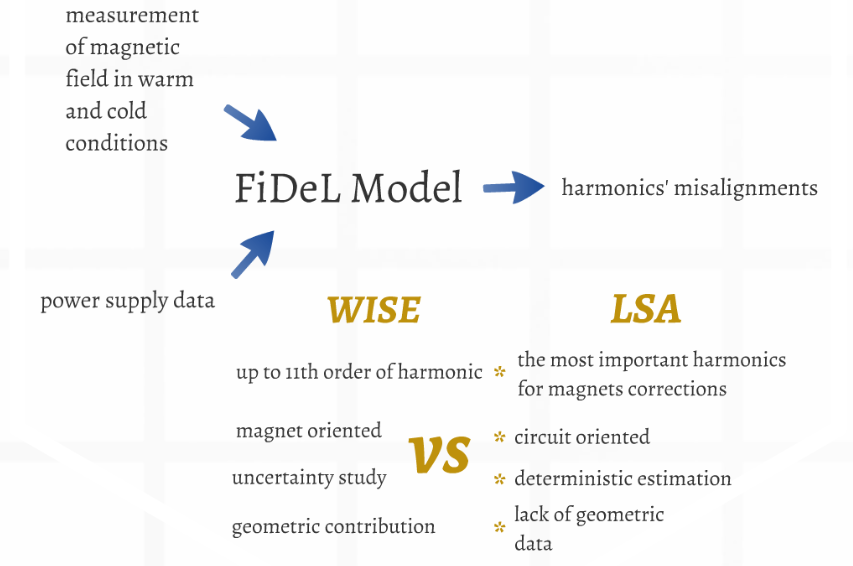 measurement
of magnetic
field in warm
and cold
conditions
FiDeL Model
harmonics' misalignments
power supply data
WISE
LSA
up to 11th order of harmonic
* the most important harmonics
for magnets corrections
magnet oriented
vs
* circuit oriented
uncertainty study
* deterministic estimation
geometric contribution
* lack of geometric
data